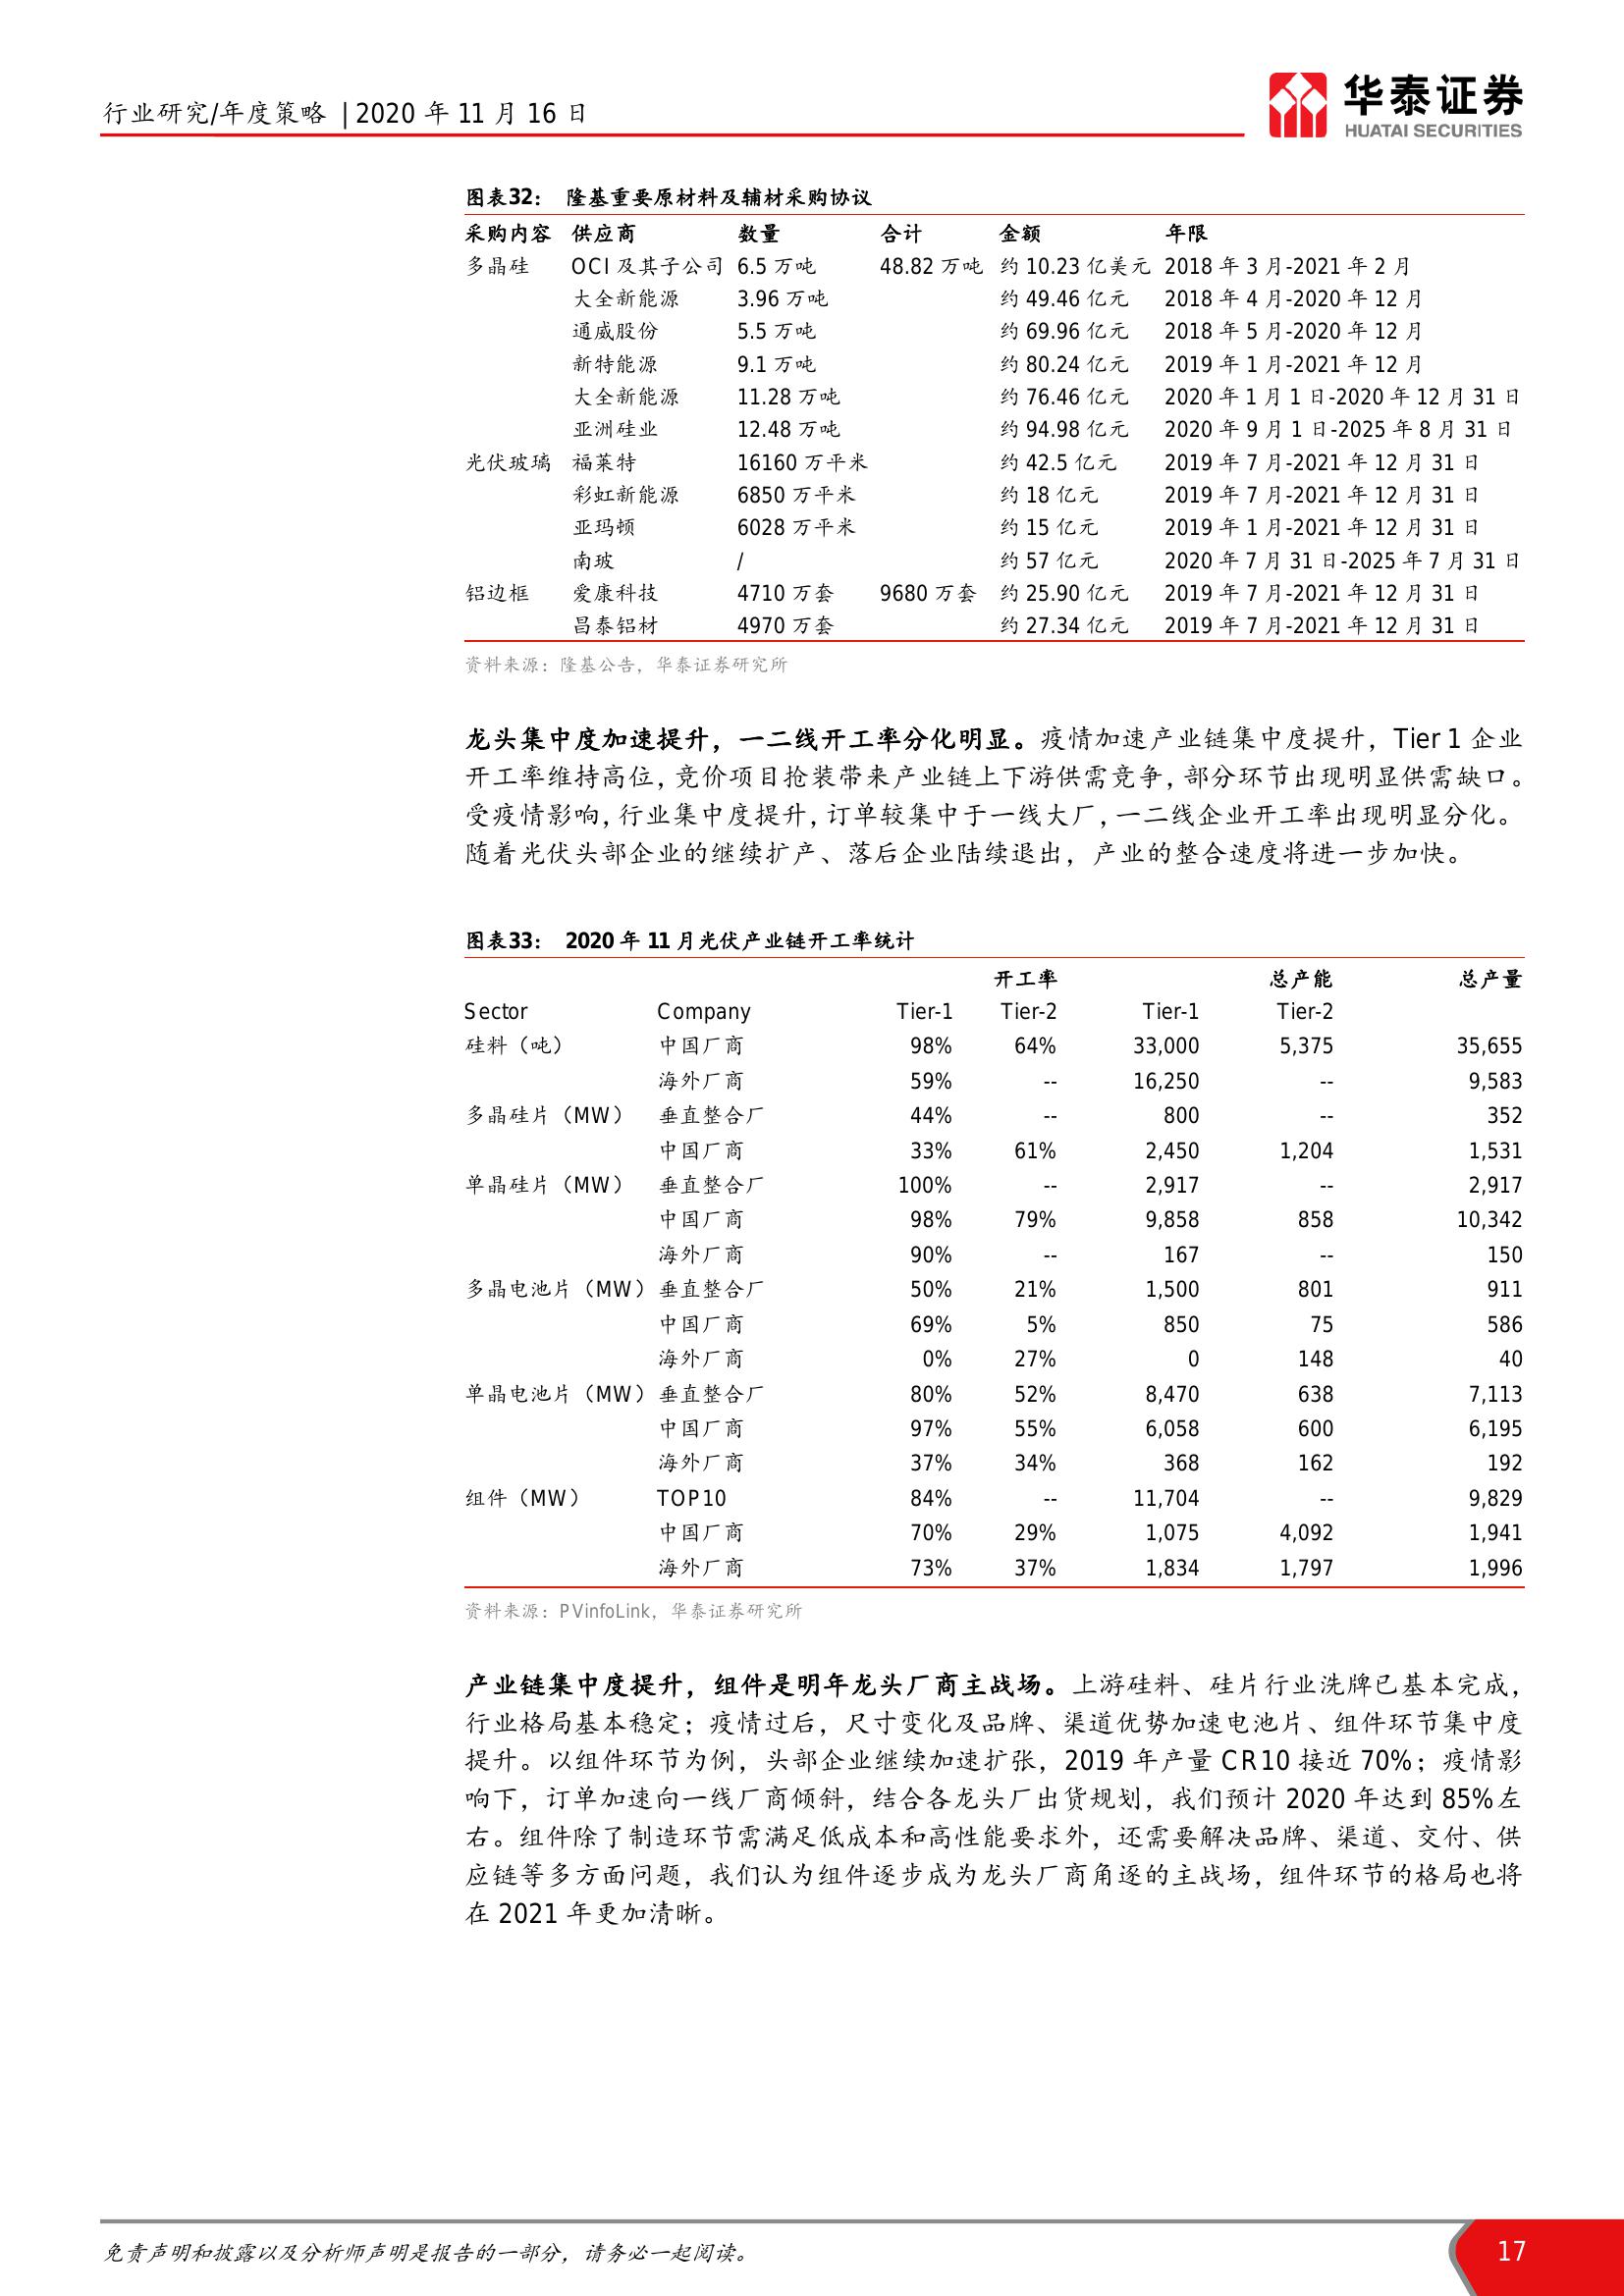 行业研究/年度策略 | 2020 年 11 月 16 日
华泰证券
HUATAI SECURITIES
图表32： 隆基重要原材料及辅材采购协议
采购内容 供应商 数量 合计 金额 年限
多晶硅 OCI 及其子公司 6.5 万吨 48.82 万吨 约 10.23 亿美元 2018 年 3 月-2021 年 2 月
大全新能源 3.96 万吨 约 49.46 亿元 2018 年 4 月-2020 年 12 月
通威股份 5.5 万吨 约 69.96 亿元 2018 年 5 月-2020 年 12 月
新特能源 9.1 万吨 约 80.24 亿元 2019 年 1 月-2021 年 12 月
大全新能源 11.28 万吨 约 76.46 亿元 2020 年 1 月 1 日-2020 年 12 月 31 日
亚洲硅业 12.48 万吨 约 94.98 亿元 2020 年 9 月 1 日-2025 年 8 月 31 日
光伏玻璃 福莱特 16160 万平米 约 42.5 亿元 2019 年 7 月-2021 年 12 月 31 日
彩虹新能源 6850 万平米 约 18 亿元 2019 年 7 月-2021 年 12 月 31 日
亚玛顿 6028 万平米 约 15 亿元 2019 年 1 月-2021 年 12 月 31 日
南玻 / 约 57 亿元 2020 年 7 月 31 日-2025 年 7 月 31 日
铝边框 爱康科技 4710 万套 9680 万套 约 25.90 亿元 2019 年 7 月-2021 年 12 月 31 日
昌泰铝材 4970 万套 约 27.34 亿元 2019 年 7 月-2021 年 12 月 31 日
资料来源：隆基公告，华泰证券研究所
龙头集中度加速提升，一二线开工率分化明显。疫情加速产业链集中度提升，Tier 1 企业
开工率维持高位，竞价项目抢装带来产业链上下游供需竞争，部分环节出现明显供需缺口。
受疫情影响，行业集中度提升，订单较集中于一线大厂，一二线企业开工率出现明显分化。
随着光伏头部企业的继续扩产、落后企业陆续退出，产业的整合速度将进一步加快。
图表33： 2020 年 11 月光伏产业链开工率统计
开工率 总产能 总产量
Sector Company Tier-1 Tier-2 Tier-1 Tier-2
硅料（吨） 中国厂商 98% 64% 33,000 5,375 35,655
海外厂商 59% -- 16,250 -- 9,583
多晶硅片（MW） 垂直整合厂 44% -- 800 -- 352
中国厂商 33% 61% 2,450 1,204 1,531
单晶硅片（MW） 垂直整合厂 100% -- 2,917 -- 2,917
中国厂商 98% 79% 9,858 858 10,342
海外厂商 90% -- 167 -- 150
多晶电池片（MW） 垂直整合厂 50% 21% 1,500 801 911
中国厂商 69% 5% 850 75 586
海外厂商 0% 27% 0 148 40
单晶电池片（MW） 垂直整合厂 80% 52% 8,470 638 7,113
中国厂商 97% 55% 6,058 600 6,195
海外厂商 37% 34% 368 162 192
组件（MW） TOP10 84% -- 11,704 -- 9,829
中国厂商 70% 29% 1,075 4,092 1,941
海外厂商 73% 37% 1,834 1,797 1,996
资料来源：PVinfoLink，华泰证券研究所
产业链集中度提升，组件是明年龙头厂商主战场。上游硅料、硅片行业洗牌已基本完成，
行业格局基本稳定；疫情过后，尺寸变化及品牌、渠道优势加速电池片、组件环节集中度
提升。以组件环节为例，头部企业继续加速扩张，2019 年产量 CR10 接近 70%；疫情影
响下，订单加速向一线厂商倾斜，结合各龙头厂出货规划，我们预计 2020 年达到 85%左
右。组件除了制造环节需满足低成本和高性能要求外，还需要解决品牌、渠道、交付、供
应链等多方面问题，我们认为组件逐步成为龙头厂商角逐的主战场，组件环节的格局也将
在 2021 年更加清晰。
免责声明和披露以及分析师声明是报告的一部分，请务必一起阅读。
17